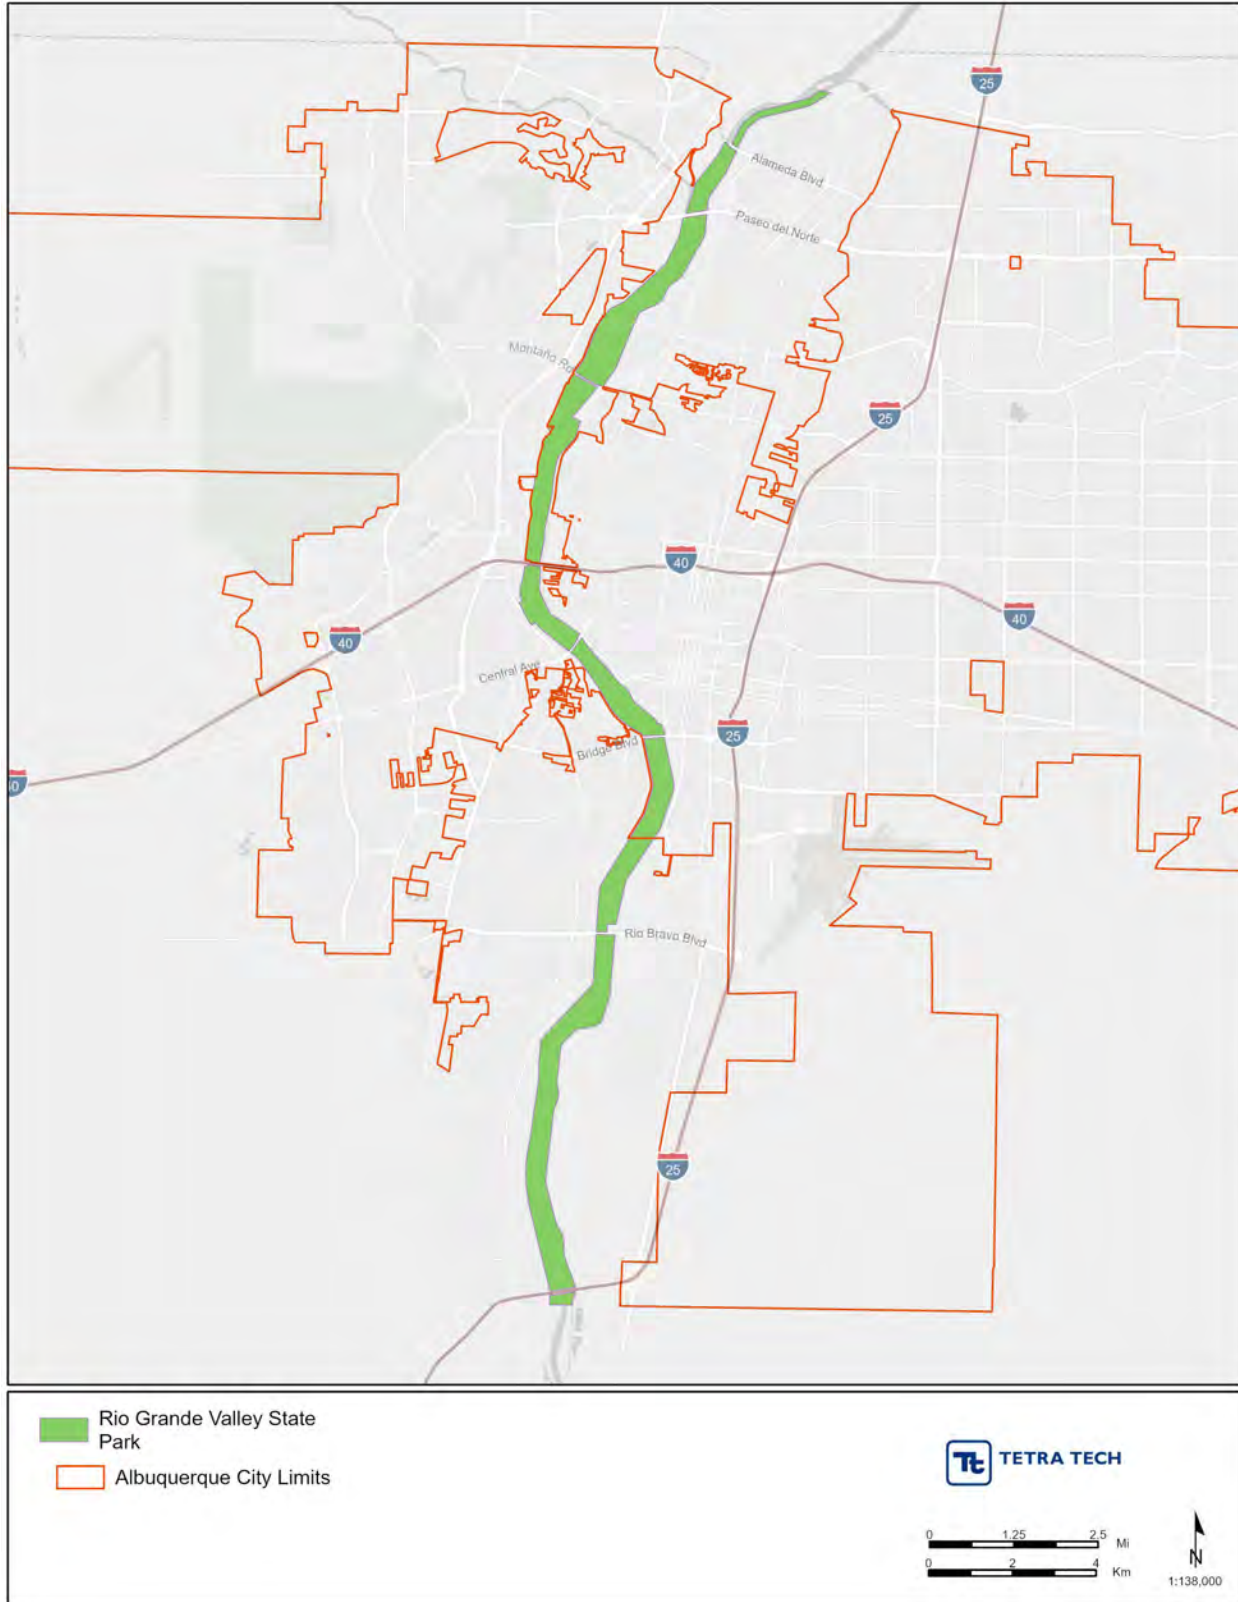 25
Alameda Blvd
Paseo del Norte
Montaño Rd
25
40
40
40
Central Ave
25
Bridge Blvd
40
Rio Bravo Blvd
25
Rio Grande Valley State
Park
Albuquerque City Limits
Tt TETRA TECH
0 1.25 2.5 Mi
0 2 4 Km
N
1:138,000